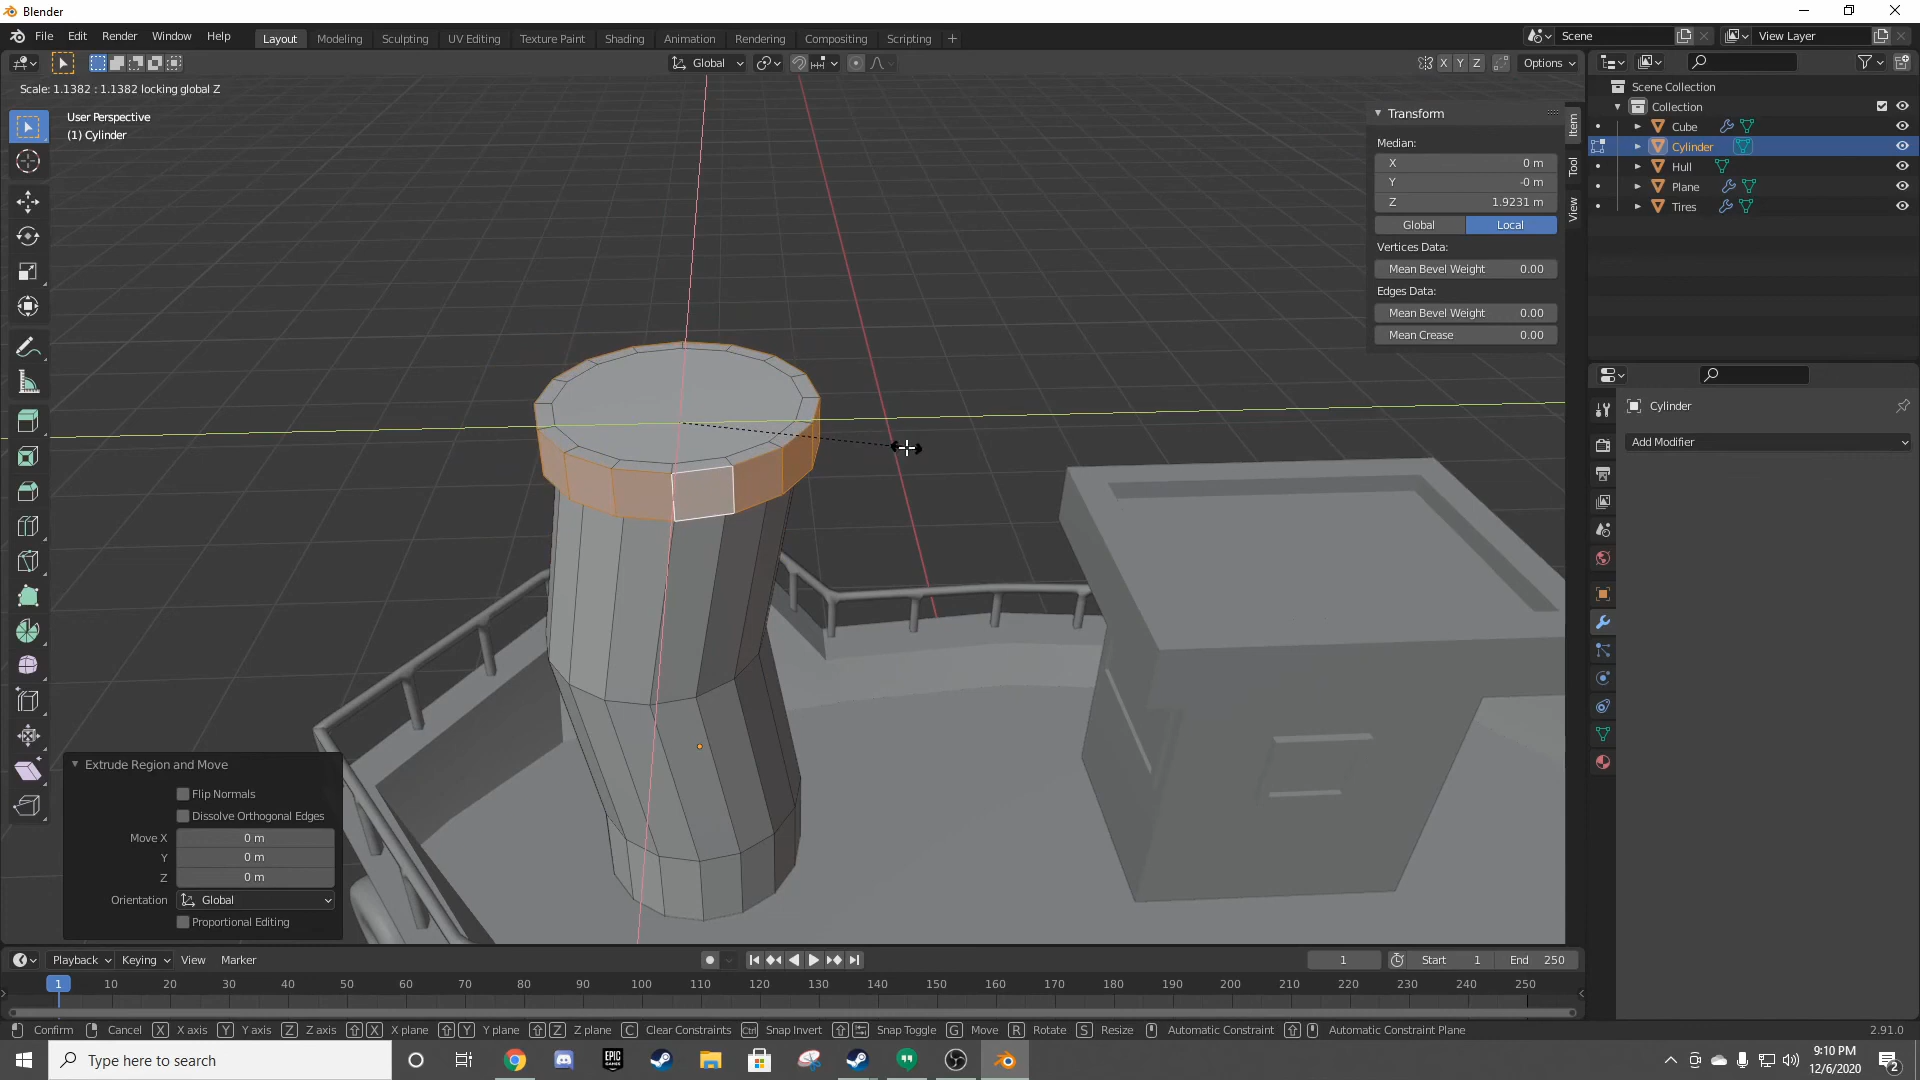 Blender
File Edit Render Window Help
Layout Modeling Sculpting UV Editing Texture Paint Shading Animation Rendering Compositing Scripting +
Scene
View Layer
Global
X Y Z
Options
Scale: 1.1382 : 1.1382 locking global Z
User Perspective
(1) Cylinder
Transform
Median:
X 0 m
Y -0 m
Z 1.9231 m
Global Local
Vertices Data:
Mean Bevel Weight 0.00
Edges Data:
Mean Bevel Weight 0.00
Mean Crease 0.00
Item
Tool
View
Scene Collection
Collection
Cube
Cylinder
Hull
Plane
Tires
Cylinder
Add Modifier
Extrude Region and Move
Flip Normals
Dissolve Orthogonal Edges
Move X 0 m
Y 0 m
Z 0 m
Orientation Global
Proportional Editing
Playback Keying View Marker
1 Start 1 End 250
1 10 20 30 40 50 60 70 80 90 100 110 120 130 140 150 160 170 180 190 200 210 220 230 240 250
Confirm Cancel X X axis Y Y axis Z Z axis X X plane Y Y plane Z Z plane C Clear Constraints Ctrl Snap Invert Snap Toggle G Move R Rotate S Resize Automatic Constraint Automatic Constraint Plane 2.91.0
Type here to search
EPIC GAMES
9:10 PM
12/6/2020
2